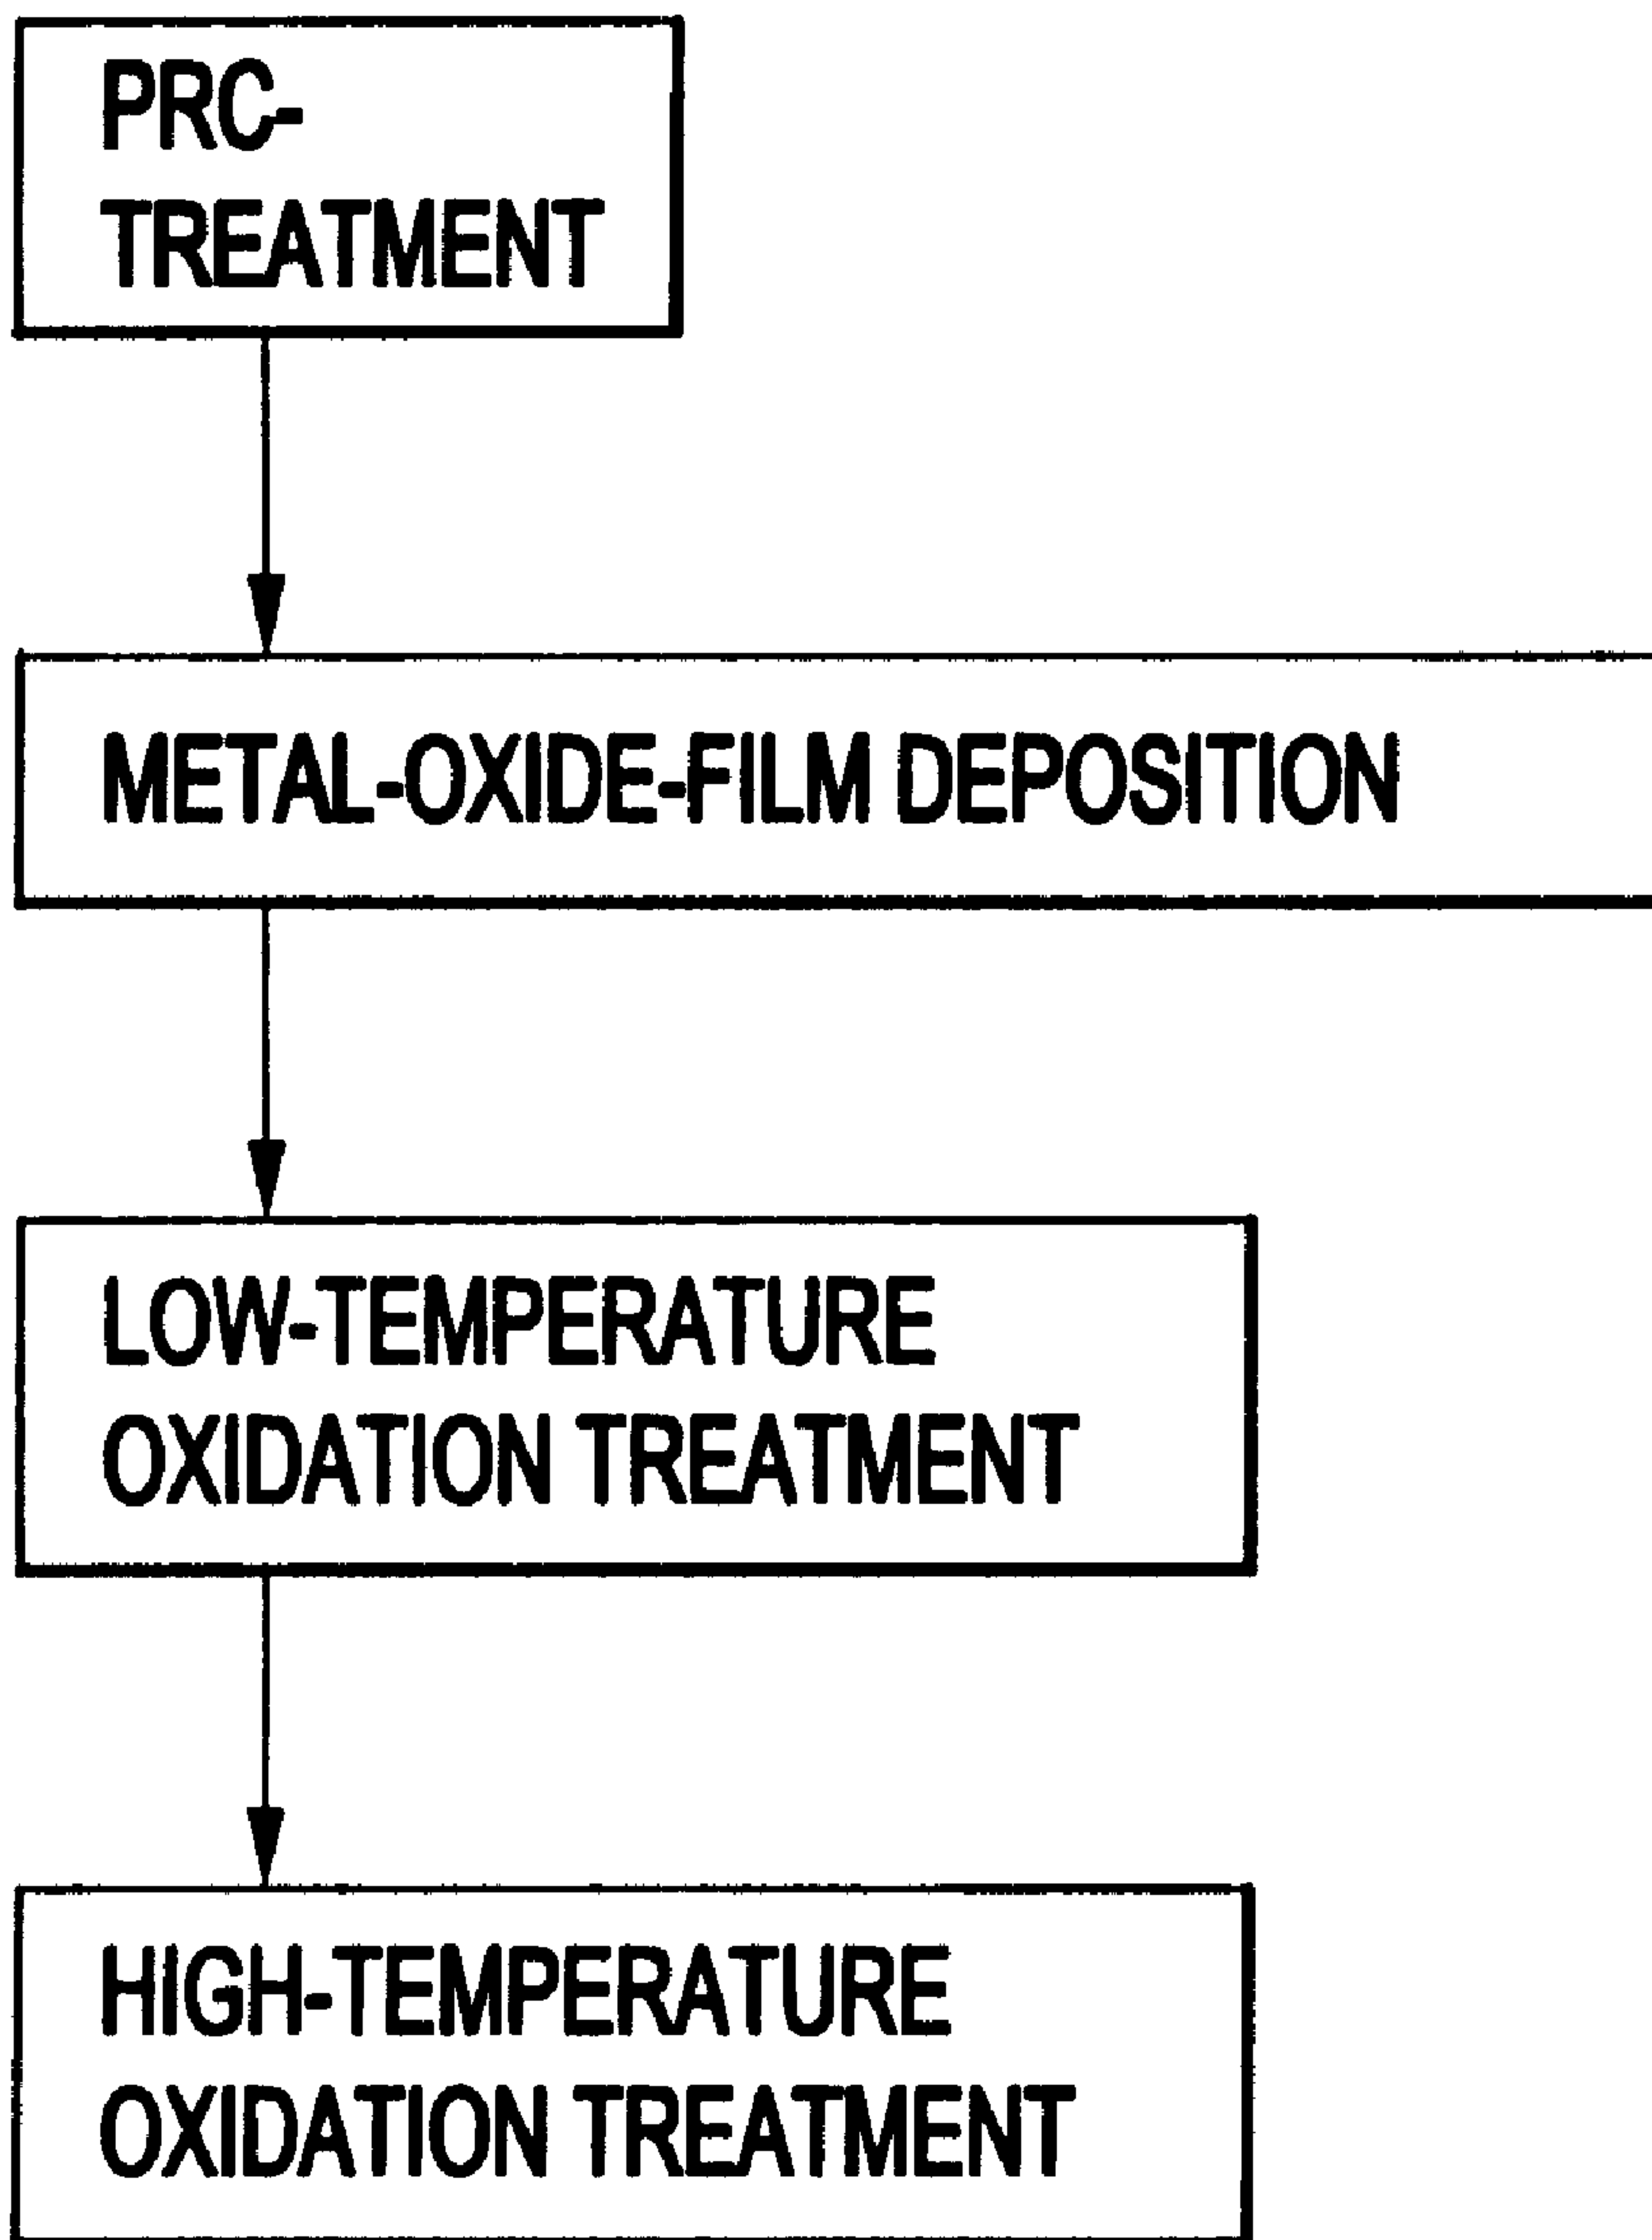 PRC-
TREATMENT
METAL-OXIDE-FILM DEPOSITION
LOW-TEMPERATURE
OXIDATION TREATMENT
HIGH-TEMPERATURE
OXIDATION TREATMENT